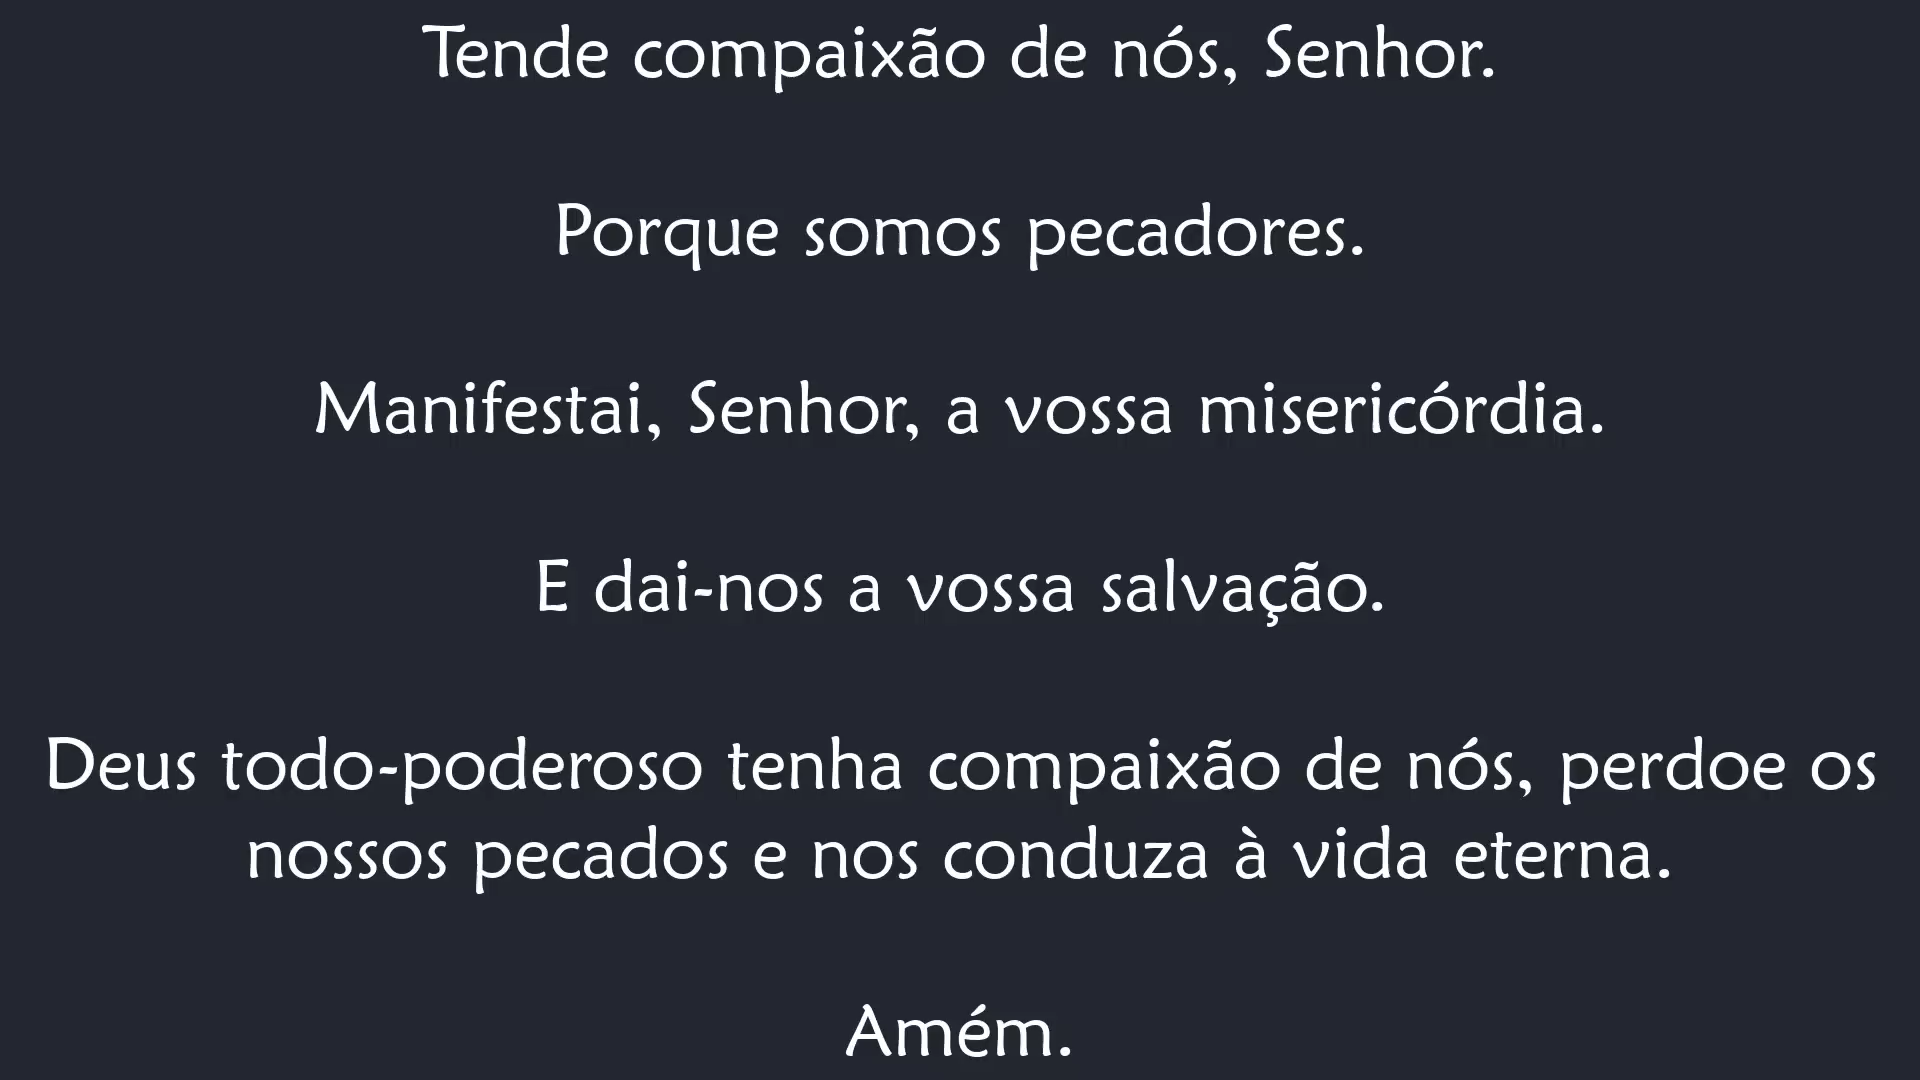 Tende compaixão de nós, Senhor.
Porque somos pecadores.
Manifestai, Senhor, a vossa misericórdia.
E dai-nos a vossa salvação.
Deus todo-poderoso tenha compaixão de nós, perdoe os
nossos pecados e nos conduza à vida eterna.
Amém.